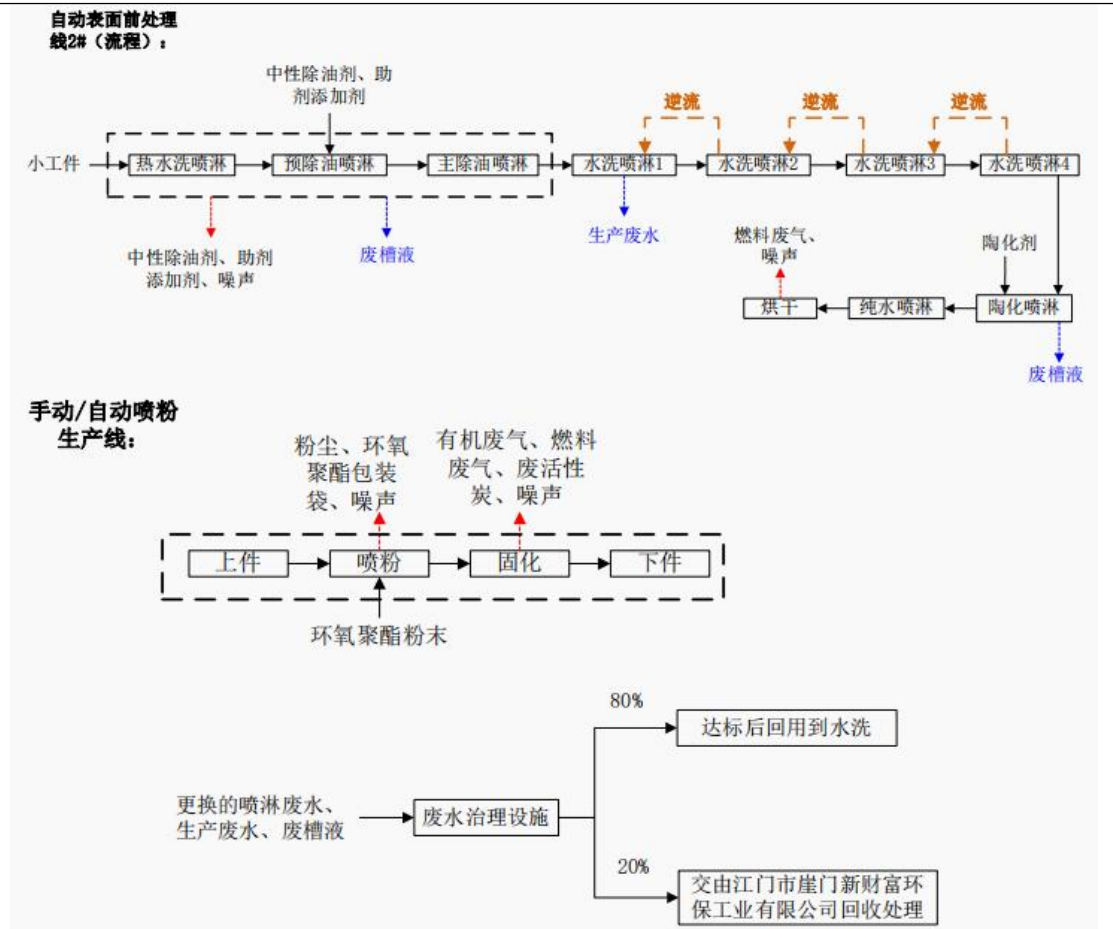 自动表面前处理
线2#（流程）：
中性除油剂、助
剂添加剂
逆流
逆流
逆流
小工件
热水洗喷淋
预除油喷淋
主除油喷淋
水洗喷淋1
水洗喷淋2
水洗喷淋3
水洗喷淋4
中性除油剂、助剂
添加剂、噪声
废槽液
生产废水
燃料废气、
噪声
陶化剂
烘干
纯水喷淋
陶化喷淋
废槽液
手动/自动喷粉
生产线：
粉尘、环氧
聚酯包装
袋、噪声
有机废气、燃料
废气、废活性
炭、噪声
上件
喷粉
固化
下件
环氧聚酯粉末
80%
达标后回用到水洗
更换的喷淋废水、
生产废水、废槽液
废水治理设施
20%
交由江门市崖门新财富环
保工业有限公司回收处理